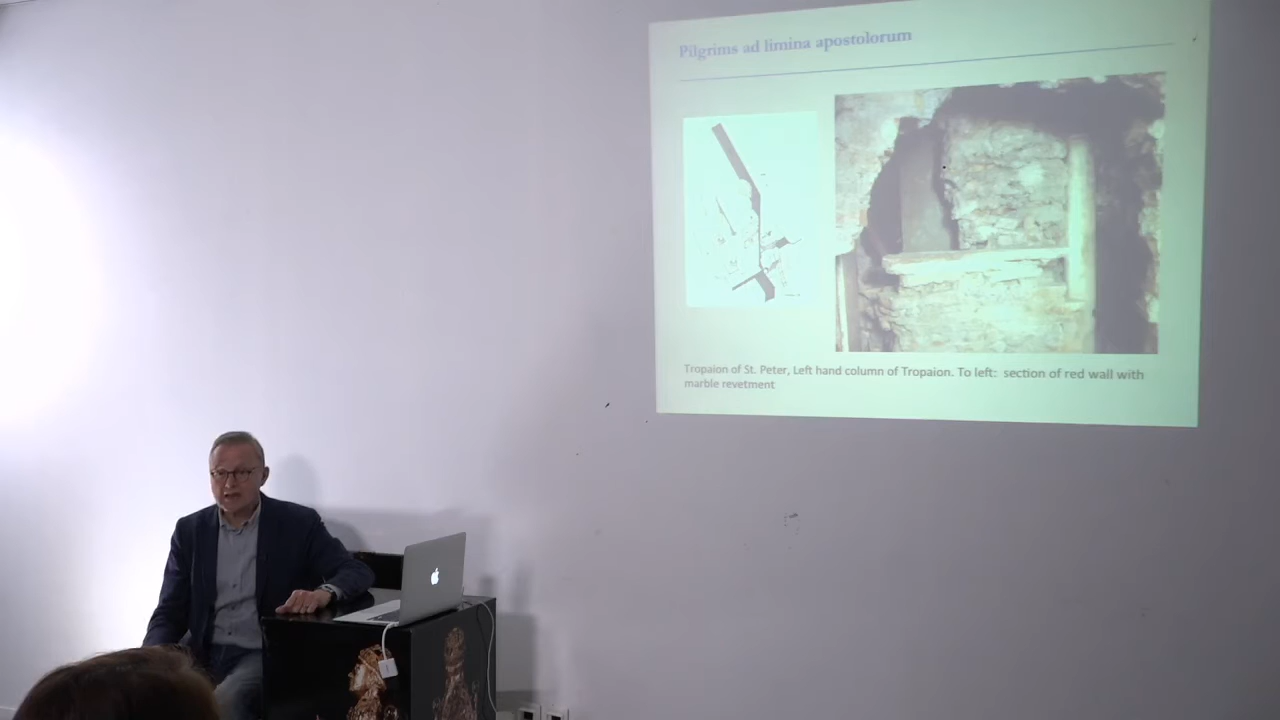 Pilgrims ad limina apostolorum
Tropaion of St. Peter, Left hand column of Tropaion. To left: section of red wall with
marble revetment